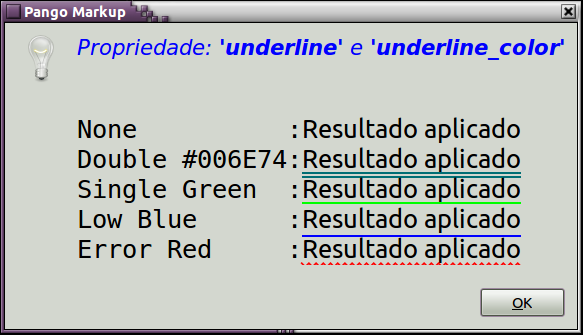 Pango Markup
Propriedade: 'underline' e 'underline_color'
None :Resultado aplicado
Double #006E74:Resultado aplicado
Single Green :Resultado aplicado
Low Blue :Resultado aplicado
Error Red :Resultado aplicado
OK